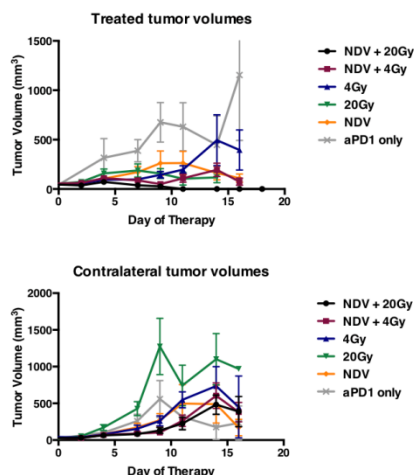 Treated tumor volumes
1500
1000
500
0
0
5
10
15
20
Tumor Volume (mm³)
Day of Therapy
NDV + 20Gy
NDV + 4Gy
4Gy
20Gy
NDV
aPD1 only
Contralateral tumor volumes
2000
1500
1000
500
0
0
5
10
15
20
Tumor Volume (mm³)
Day of Therapy
NDV + 20Gy
NDV + 4Gy
4Gy
20Gy
NDV
aPD1 only